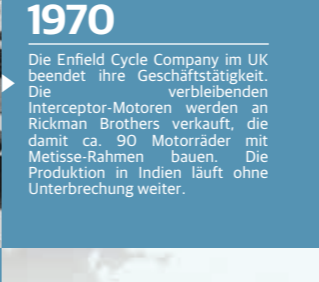 1970
Die Enfield Cycle Company im UK
beendet ihre Geschäftstätigkeit.
Die verbleibenden
Interceptor-Motoren werden an
Rickman Brothers verkauft, die
damit ca. 90 Motorräder mit
Metisse-Rahmen bauen. Die
Produktion in Indien läuft ohne
Unterbrechung weiter.